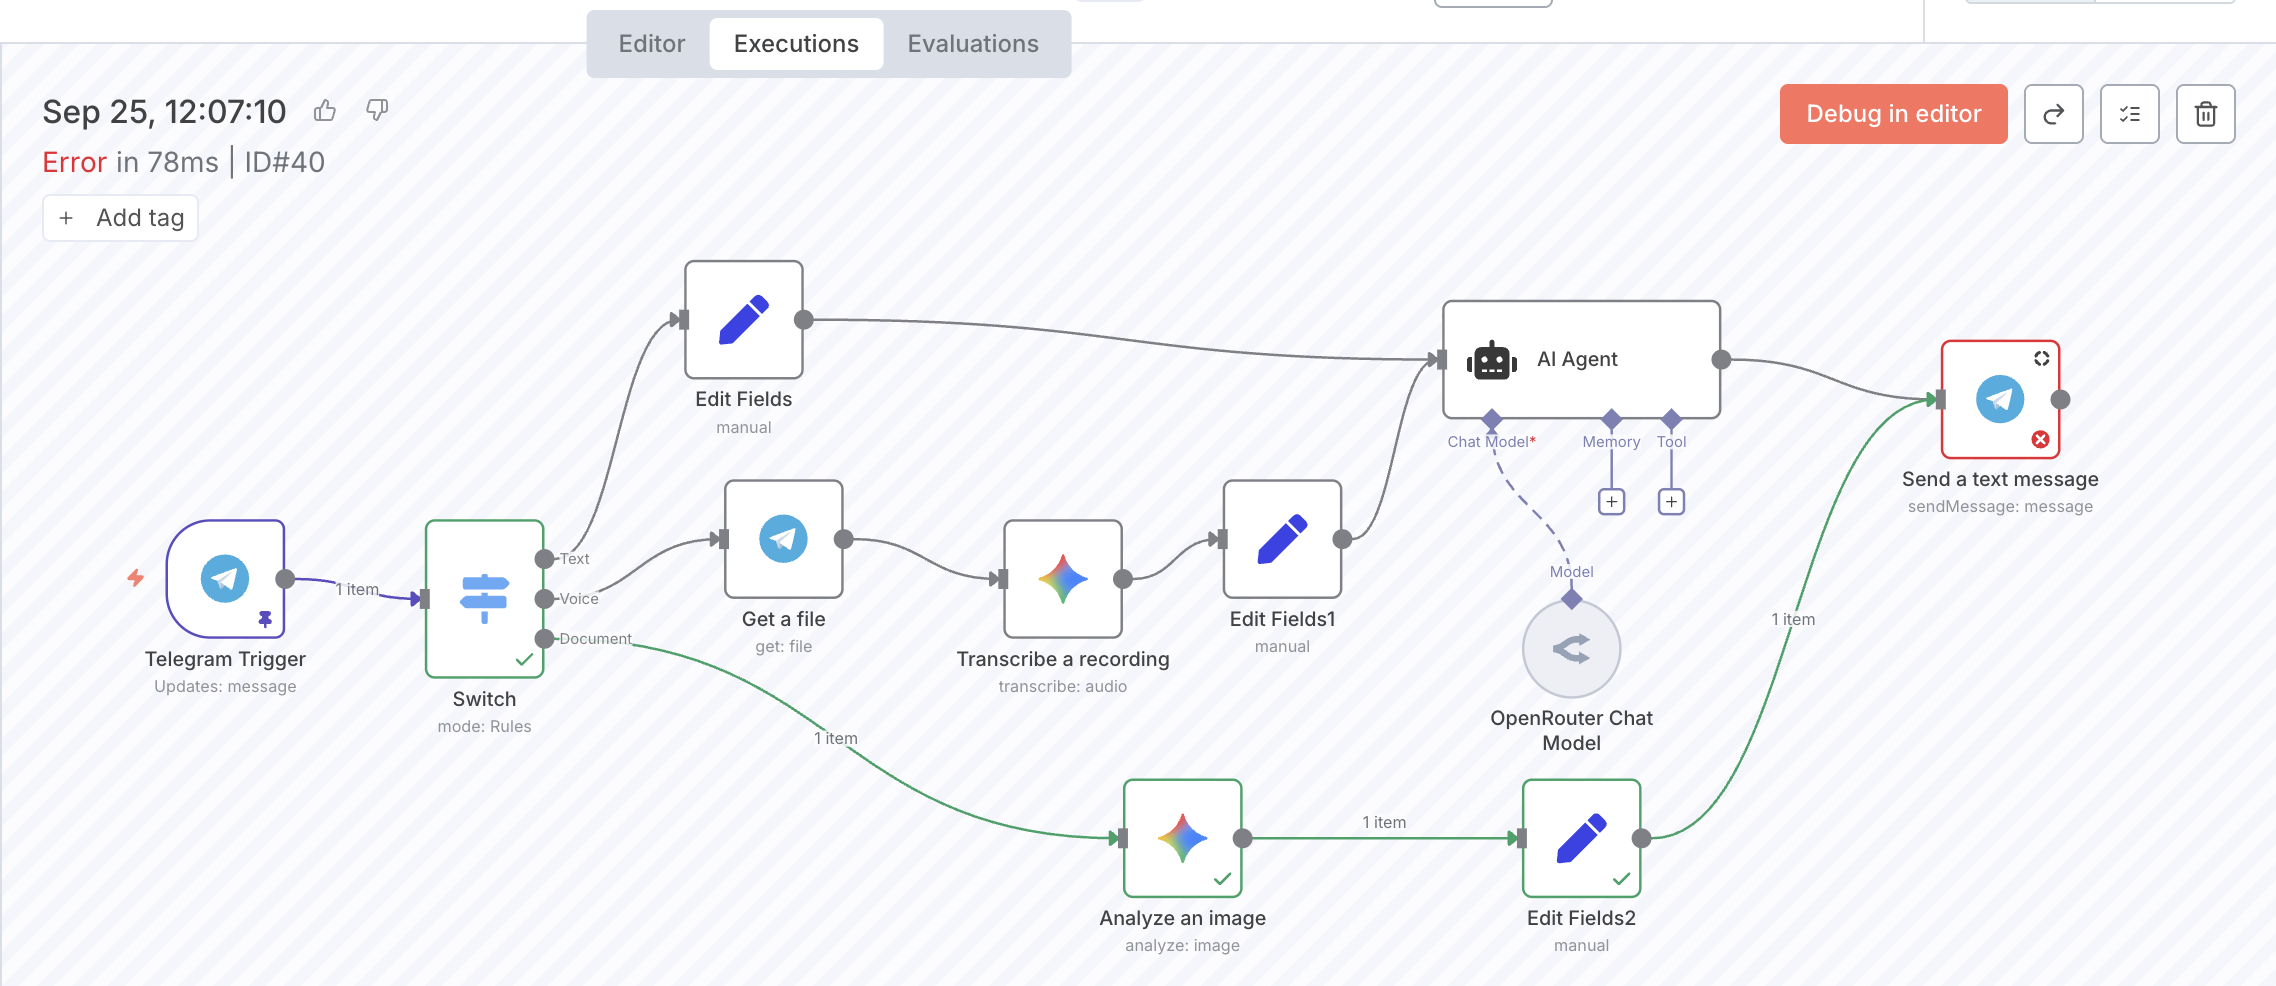 Editor Executions Evaluations
Sep 25, 12:07:10
Error in 78ms | ID#40
+ Add tag
Debug in editor
Edit Fields
manual
AI Agent
Chat Model*
Memory
Tool
Send a text message
sendMessage: message
Telegram Trigger
Updates: message
1 item
Text
Voice
Document
Switch
mode: Rules
Get a file
get: file
Transcribe a recording
transcribe: audio
Edit Fields1
manual
Model
OpenRouter Chat
Model
1 item
1 item
Analyze an image
analyze: image
1 item
Edit Fields2
manual